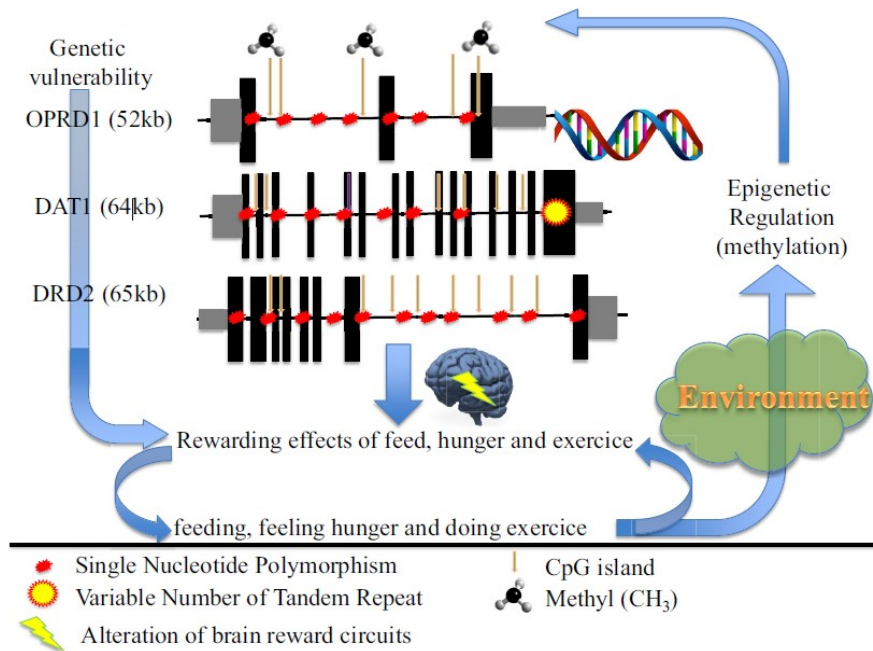 Genetic
vulnerability
OPRD1 (52kb)
DAT1 (64kb)
DRD2 (65kb)
Epigenetic
Regulation
(methylation)
Environment
Rewarding effects of feed, hunger and exercice
feeding, feeling hunger and doing exercice
Single Nucleotide Polymorphism
Variable Number of Tandem Repeat
Alteration of brain reward circuits
CpG island
Methyl (CH₃)